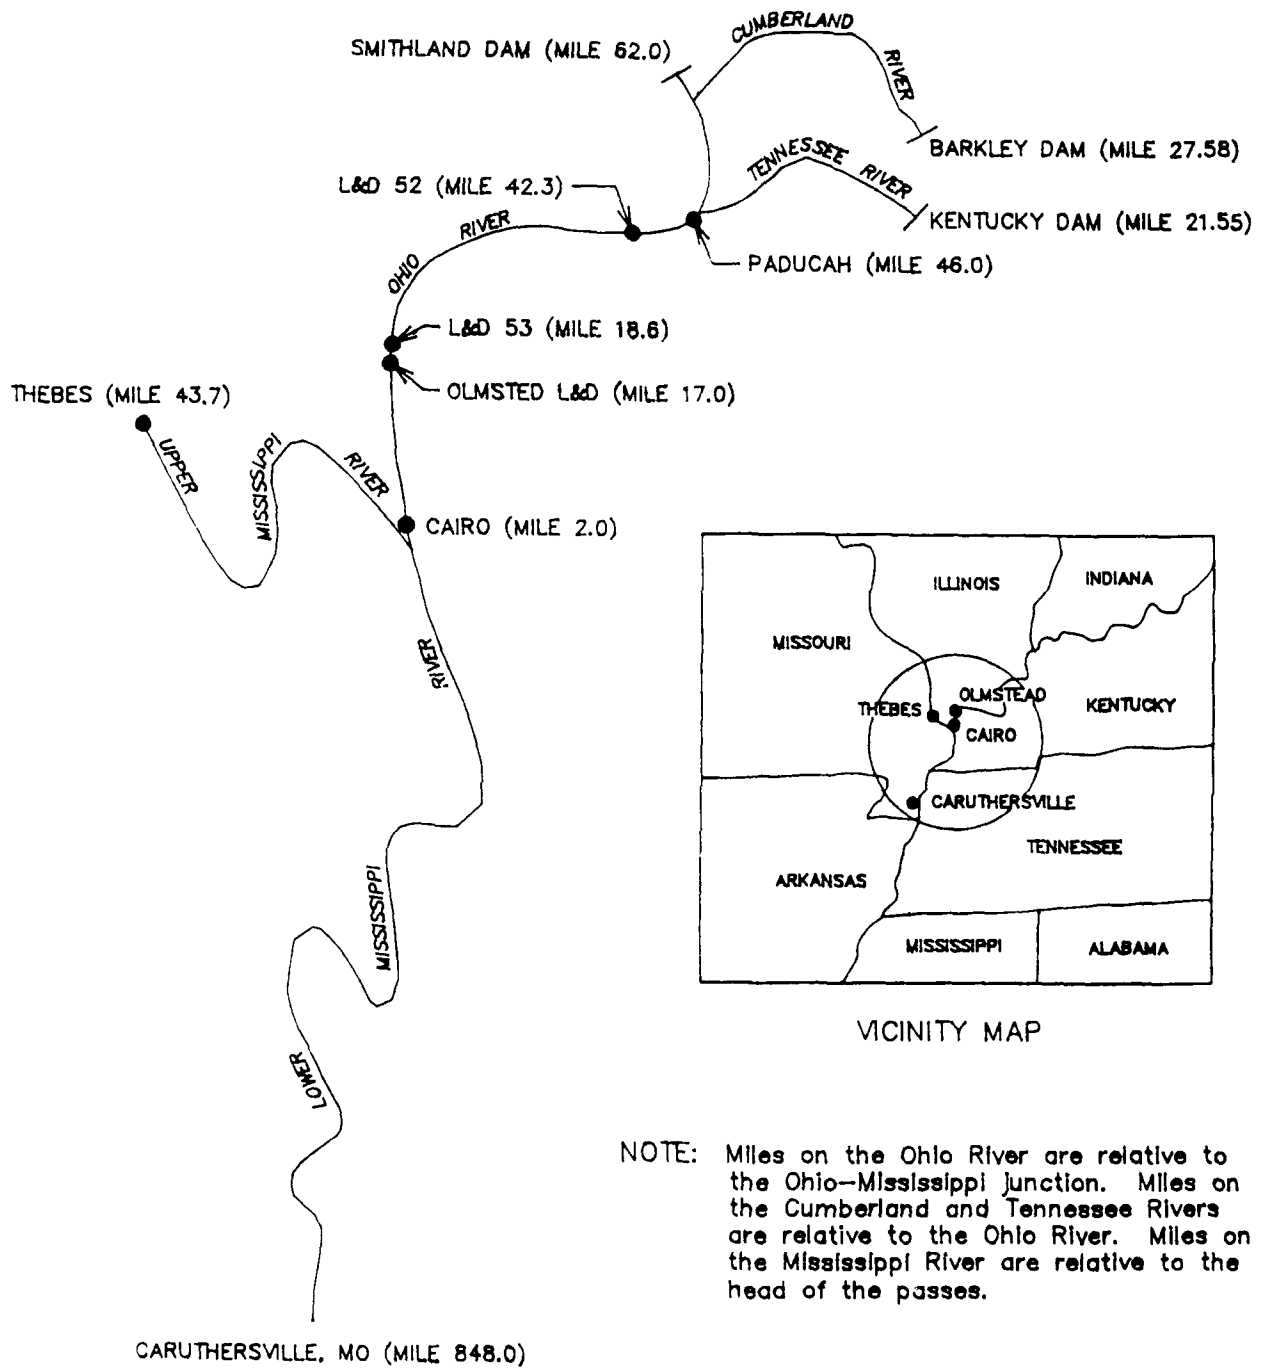 CUMBERLAND
RIVER
SMITHLAND DAM (MILE 62.0)
BARKLEY DAM (MILE 27.58)
TENNESSEE RIVER
L&D 52 (MILE 42.3)
KENTUCKY DAM (MILE 21.55)
OHIO RIVER
PADUCAH (MILE 46.0)
L&D 53 (MILE 18.6)
OLMSTED L&D (MILE 17.0)
THEBES (MILE 43.7)
UPPER MISSISSIPPI RIVER
CAIRO (MILE 2.0)
LOWER MISSISSIPPI RIVER
CARUTHERSVILLE, MO (MILE 848.0)
ILLINOIS
INDIANA
MISSOURI
OLMSTEAD
THEBES
KENTUCKY
CAIRO
CARUTHERSVILLE
TENNESSEE
ARKANSAS
MISSISSIPPI
ALABAMA
VICINITY MAP
NOTE: Miles on the Ohio River are relative to
the Ohio-Mississippi junction. Miles on
the Cumberland and Tennessee Rivers
are relative to the Ohio River. Miles on
the Mississippi River are relative to the
head of the passes.